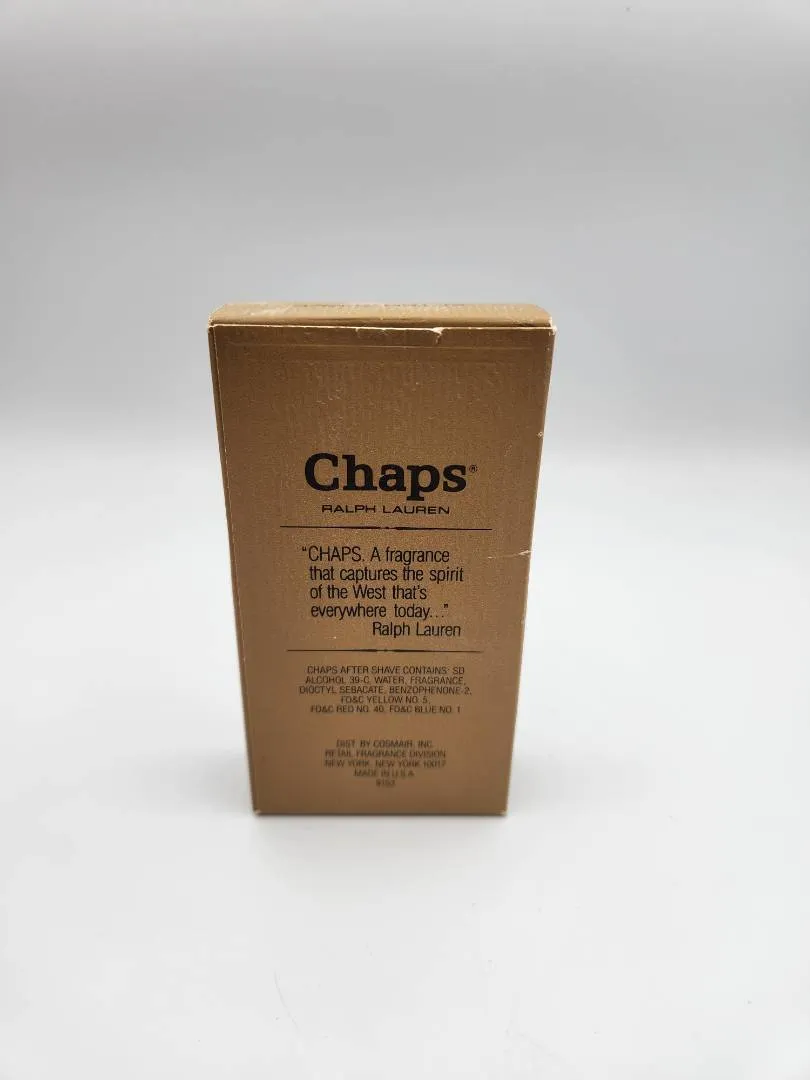 Chaps®
RALPH LAUREN
"CHAPS. A fragrance
that captures the spirit
of the West that's
everywhere today..."
Ralph Lauren
CHAPS AFTER SHAVE CONTAINS: SD
ALCOHOL 39-C, WATER, FRAGRANCE,
DIOCTYL SEBACATE, BENZOPHENONE-2,
FD&C YELLOW NO. 5,
FD&C RED NO. 40, FD&C BLUE NO. 1
DIST. BY COSMAIR, INC.
RETAIL FRAGRANCE DIVISION
NEW YORK, NEW YORK 10017
MADE IN U.S.A.